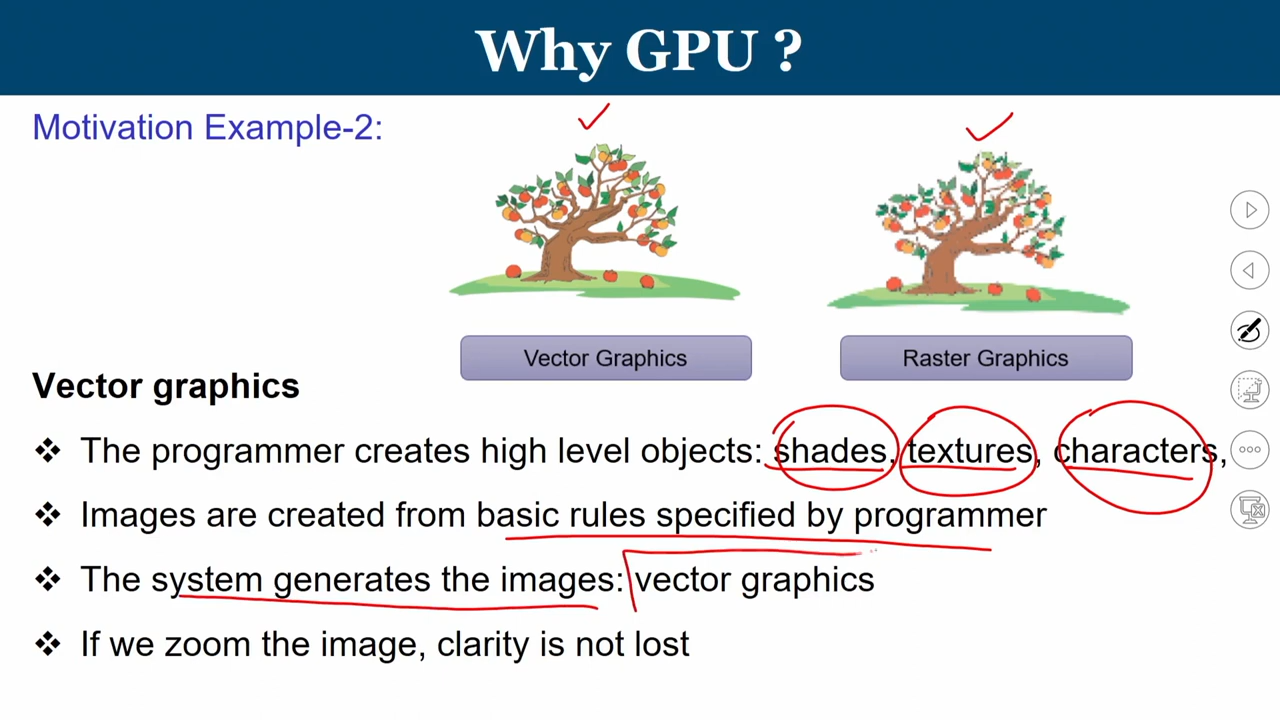 Why GPU ?
Motivation Example-2:
Vector Graphics
Raster Graphics
Vector graphics
❖ The programmer creates high level objects: shades, textures, characters,
❖ Images are created from basic rules specified by programmer
❖ The system generates the images: vector graphics
❖ If we zoom the image, clarity is not lost